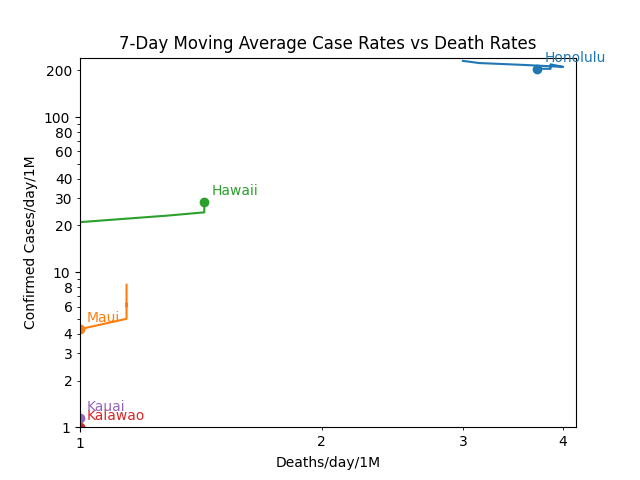 7-Day Moving Average Case Rates vs Death Rates
Honolulu
Hawaii
Maui
Kauai
Kalawao
Confirmed Cases/day/1M
200
100
80
60
40
30
20
10
8
6
4
3
2
1
1
2
3
4
Deaths/day/1M